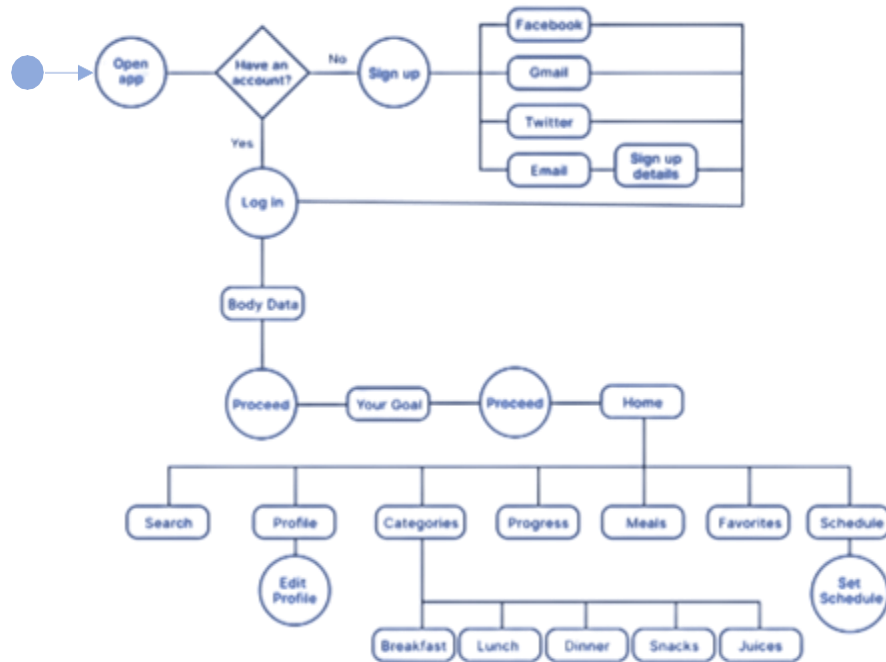 Facebook
Open
app
Have an
account?
No
Sign up
Gmail
Twitter
Yes
Email
Sign up
details
Log in
Body Data
Proceed
Your Goal
Proceed
Home
Search
Profile
Categories
Progress
Meals
Favorites
Schedule
Edit
Profile
Set
Schedule
Breakfast
Lunch
Dinner
Snacks
Juices